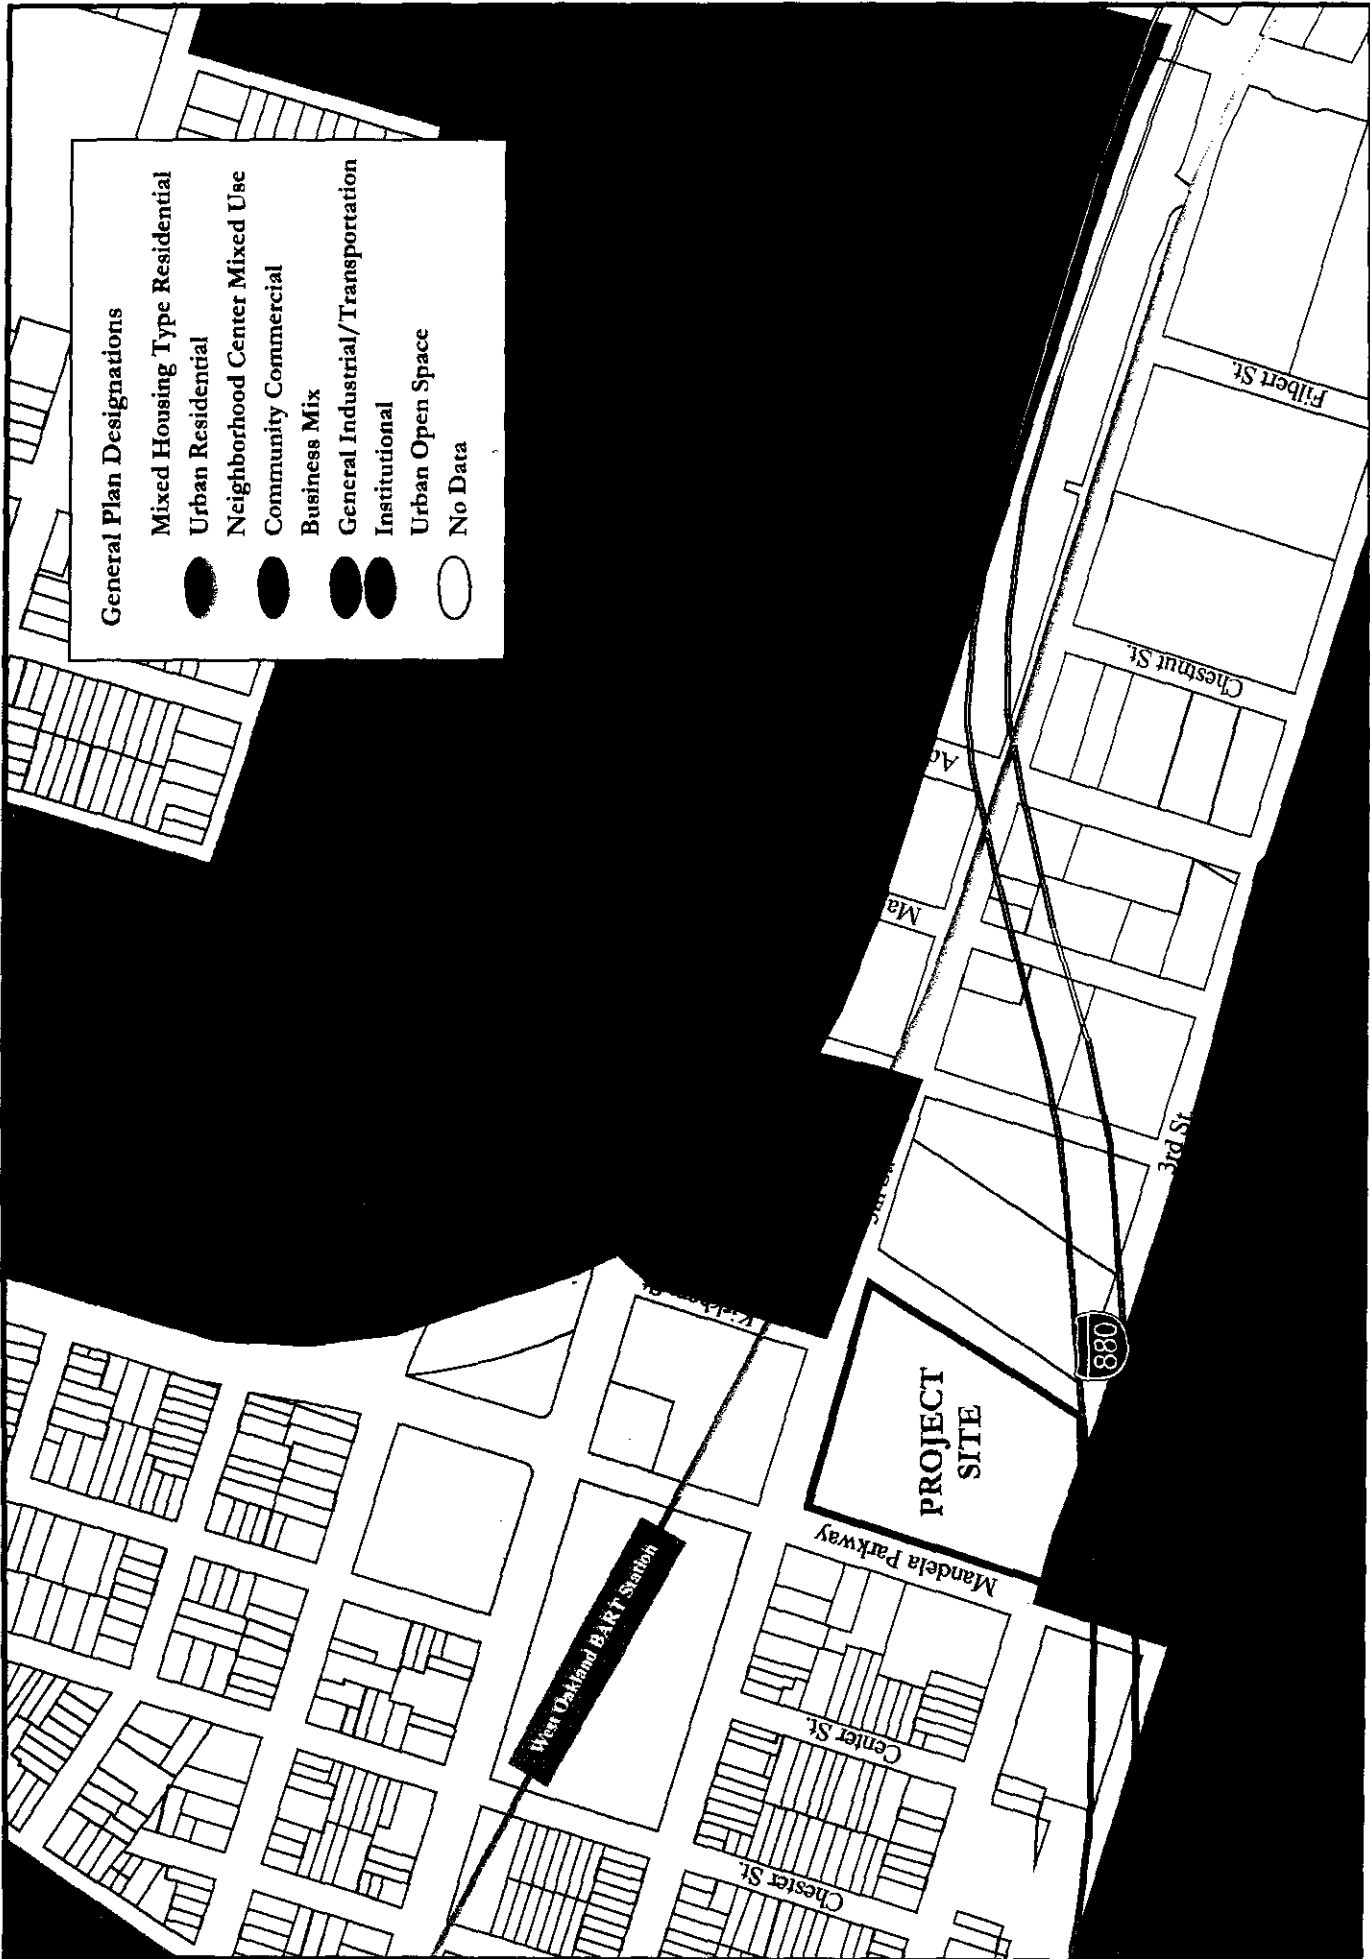 General Plan Designations
Mixed Housing Type Residential
Urban Residential
Neighborhood Center Mixed Use
Community Commercial
Business Mix
General Industrial/Transportation
Institutional
Urban Open Space
No Data
West Oakland BART Station
Chester St.
Center St.
Mandela Parkway
PROJECT
SITE
880
3rd St.
Ma
Ad
Chestnut St.
Filbert St.